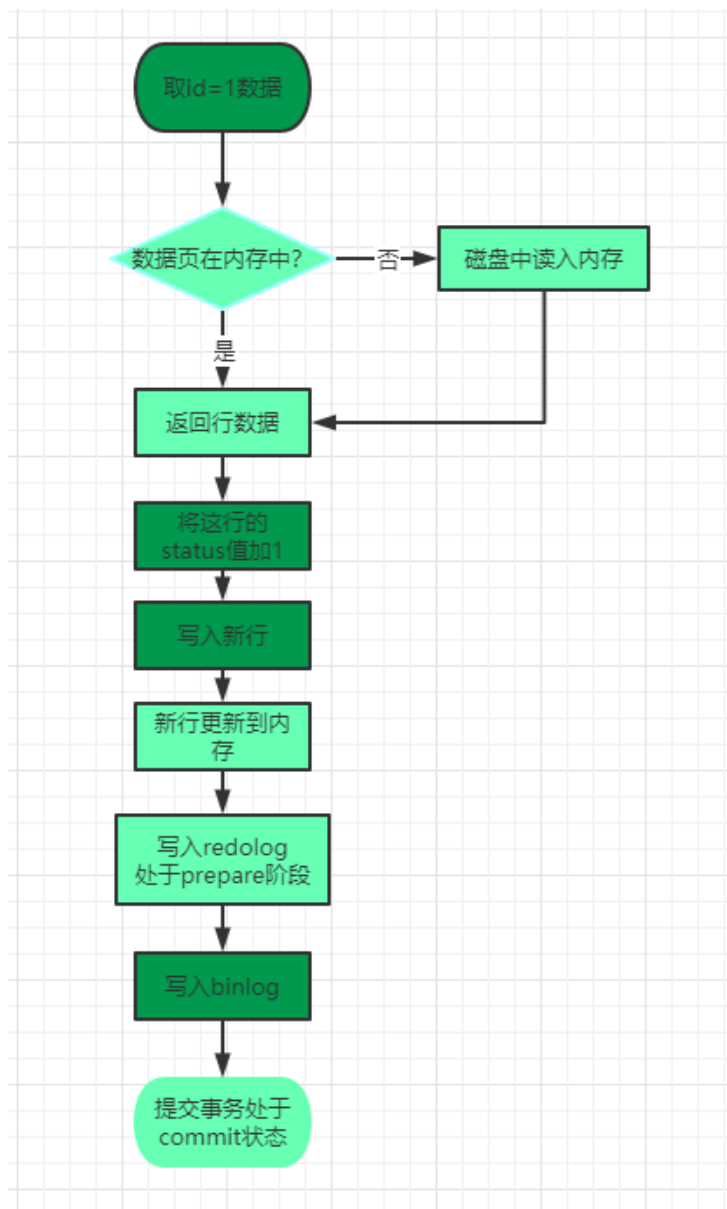 取id=1数据
数据页在内存中?
否
磁盘中读入内存
是
返回行数据
将这行的
status值加1
写入新行
新行更新到内
存
写入redolog
处于prepare阶段
写入binlog
提交事务处于
commit状态